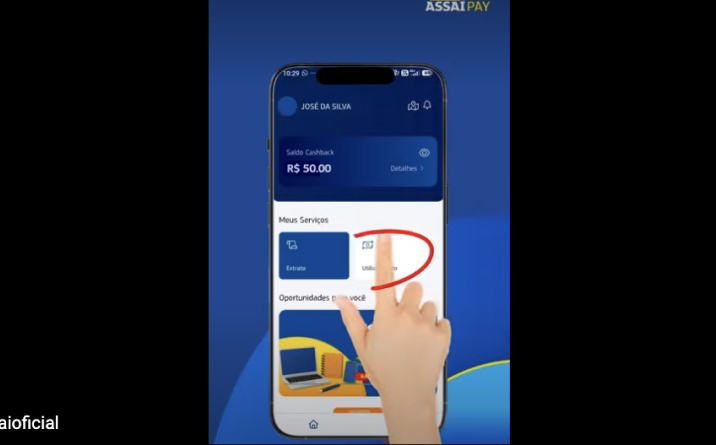 ASSAÍ PAY
10:29
JOSÉ DA SILVA
Saldo Cashback
R$ 50.00
Detalhes >
Meus Serviços
Extrato
Oportunidades você
aioficial